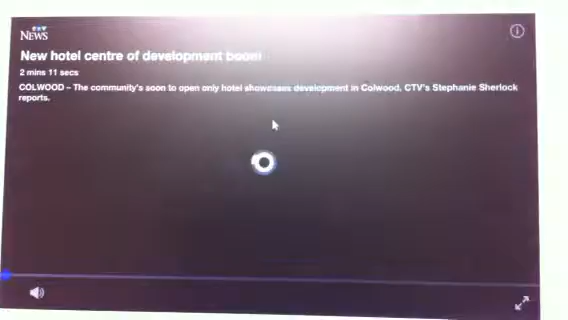 NEWS
New hotel centre of development boom
2 mins 11 secs
COLWOOD – The community's soon to open only hotel showcases development in Colwood, CTV's Stephanie Sherlock
reports.